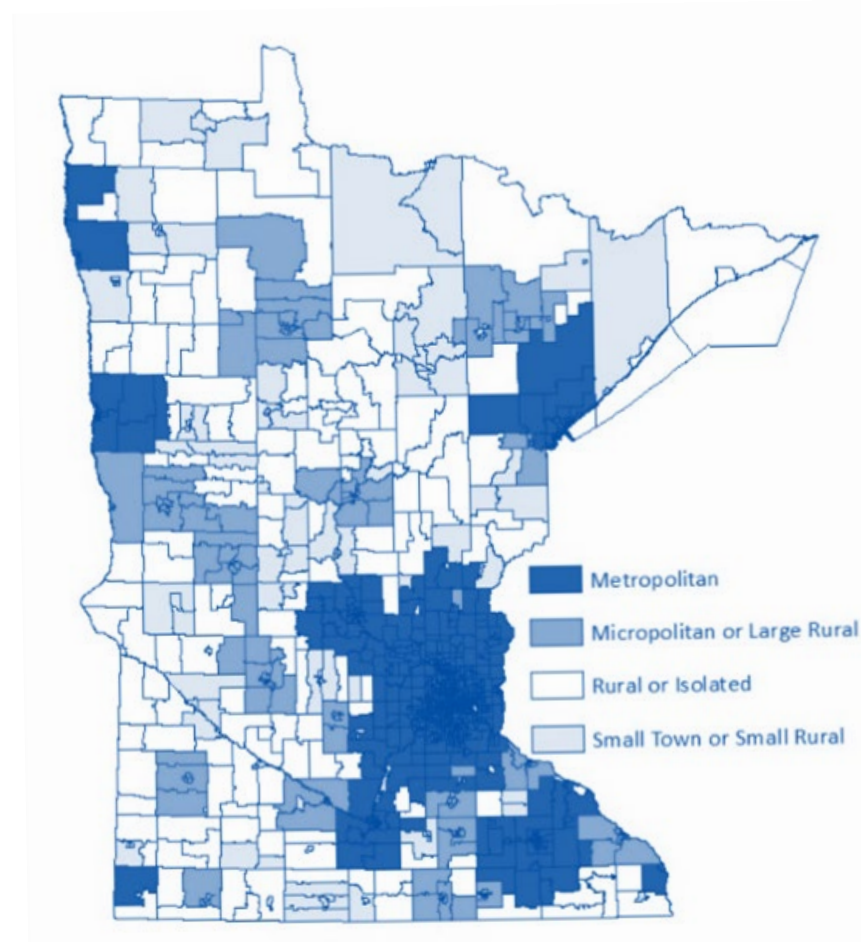 Metropolitan
Micropolitan or Large Rural
Rural or Isolated
Small Town or Small Rural